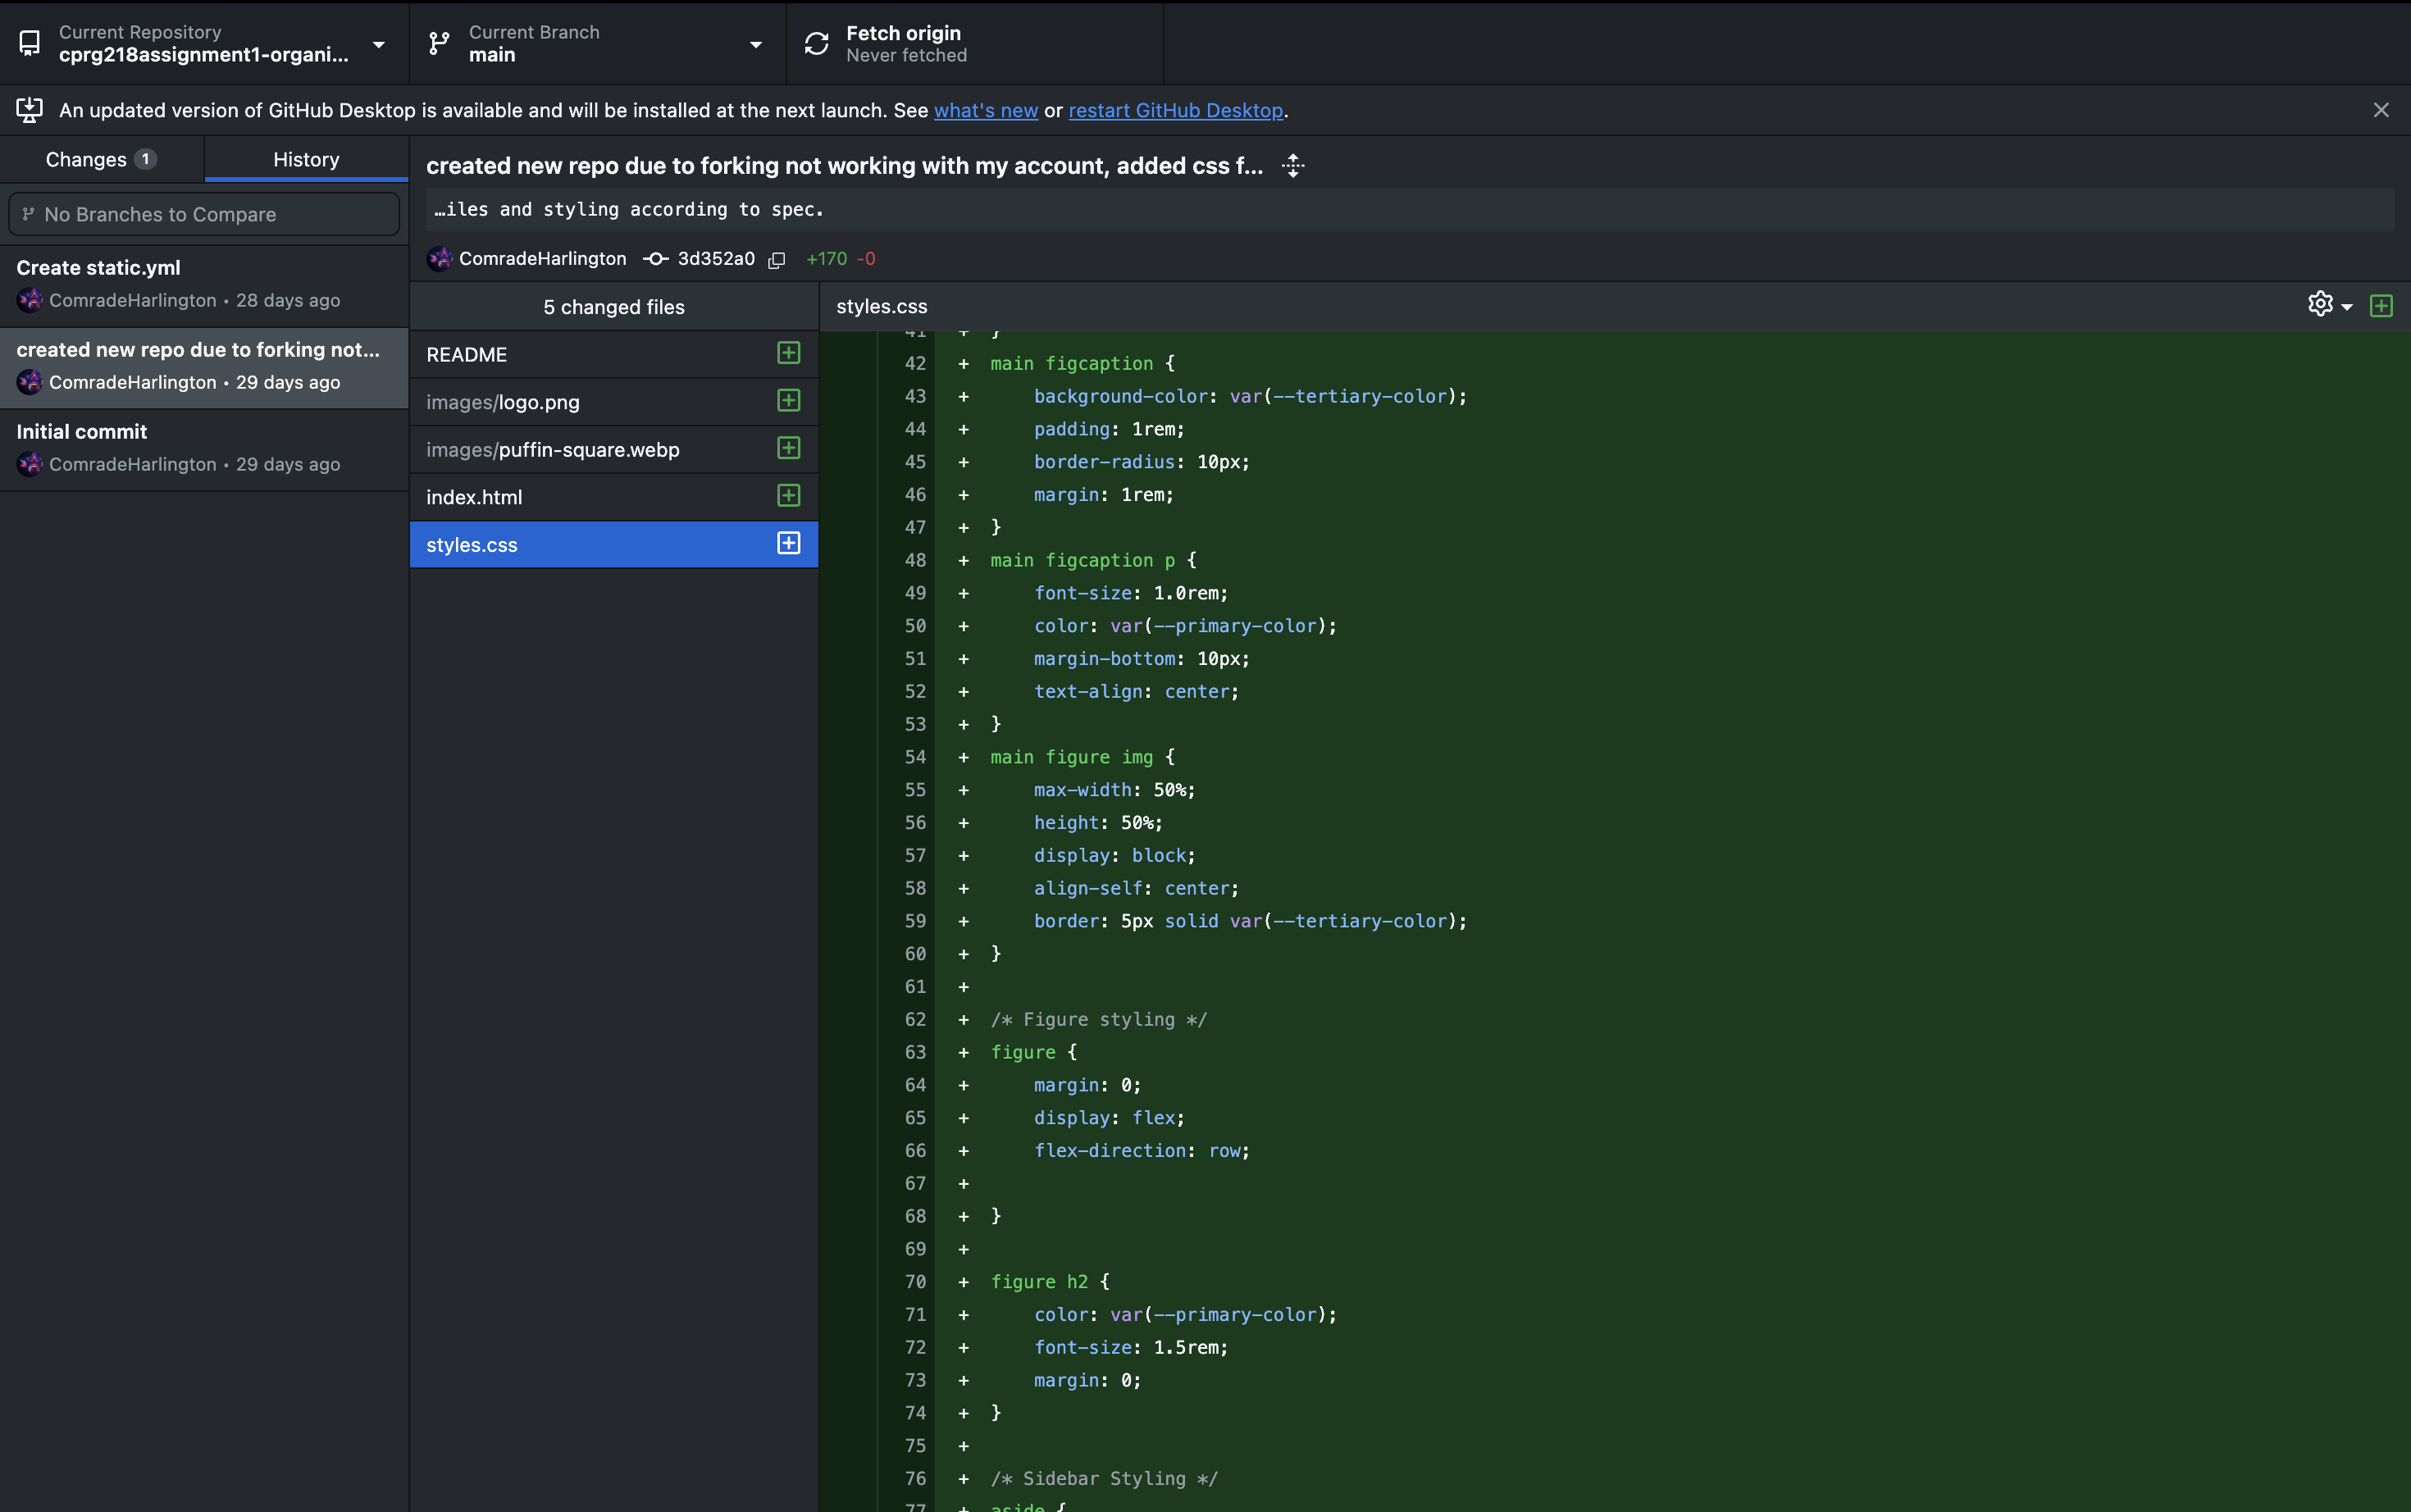 Current Repository
cprg218assignment1-organi...
Current Branch
main
Fetch origin
Never fetched
An updated version of GitHub Desktop is available and will be installed at the next launch. See what's new or restart GitHub Desktop.
Changes 1
History
No Branches to Compare
Create static.yml
ComradeHarlington • 28 days ago
created new repo due to forking not...
ComradeHarlington • 29 days ago
Initial commit
ComradeHarlington • 29 days ago
created new repo due to forking not working with my account, added css f...
…iles and styling according to spec.
ComradeHarlington 3d352a0 +170 -0
5 changed files
README
images/logo.png
images/puffin-square.webp
index.html
styles.css
styles.css
41 + }
42 + main figcaption {
43 + background-color: var(--tertiary-color);
44 + padding: 1rem;
45 + border-radius: 10px;
46 + margin: 1rem;
47 + }
48 + main figcaption p {
49 + font-size: 1.0rem;
50 + color: var(--primary-color);
51 + margin-bottom: 10px;
52 + text-align: center;
53 + }
54 + main figure img {
55 + max-width: 50%;
56 + height: 50%;
57 + display: block;
58 + align-self: center;
59 + border: 5px solid var(--tertiary-color);
60 + }
61 +
62 + /* Figure styling */
63 + figure {
64 + margin: 0;
65 + display: flex;
66 + flex-direction: row;
67 +
68 + }
69 +
70 + figure h2 {
71 + color: var(--primary-color);
72 + font-size: 1.5rem;
73 + margin: 0;
74 + }
75 +
76 + /* Sidebar Styling */
77 + aside {